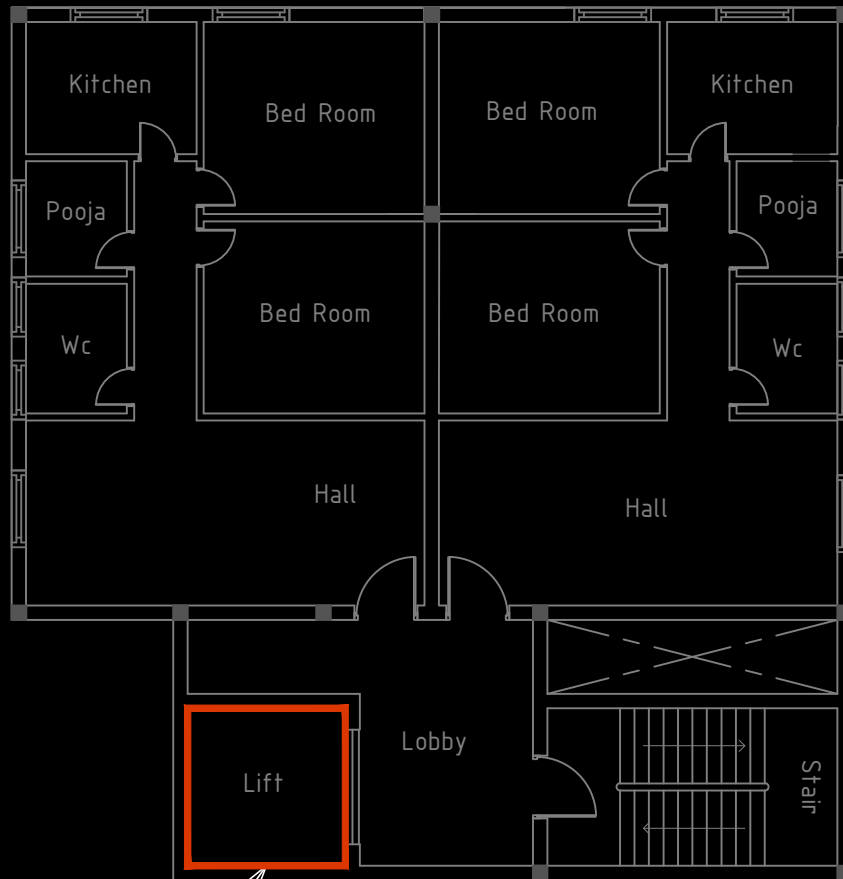 Kitchen
Bed Room
Bed Room
Kitchen
Pooja
Pooja
Bed Room
Bed Room
Wc
Wc
Hall
Hall
Lobby
Lift
Stair